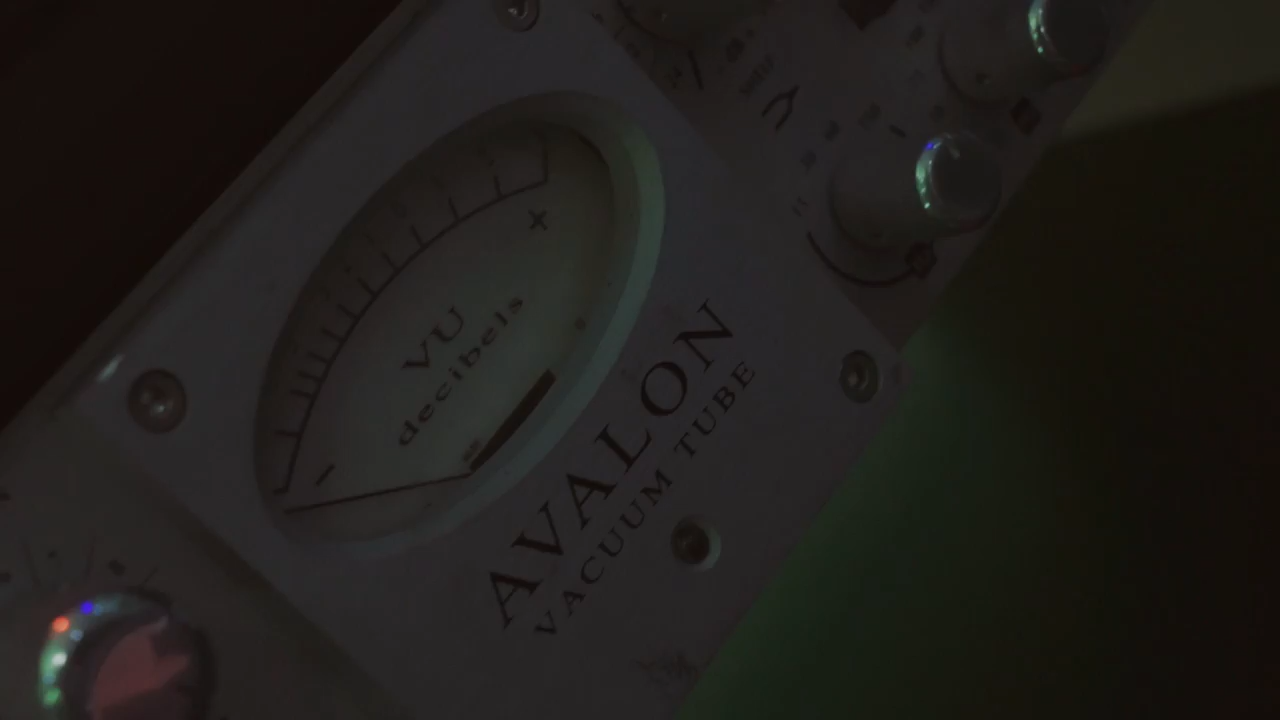 VU
decibels
+
-
AVALON
VACUUM TUBE